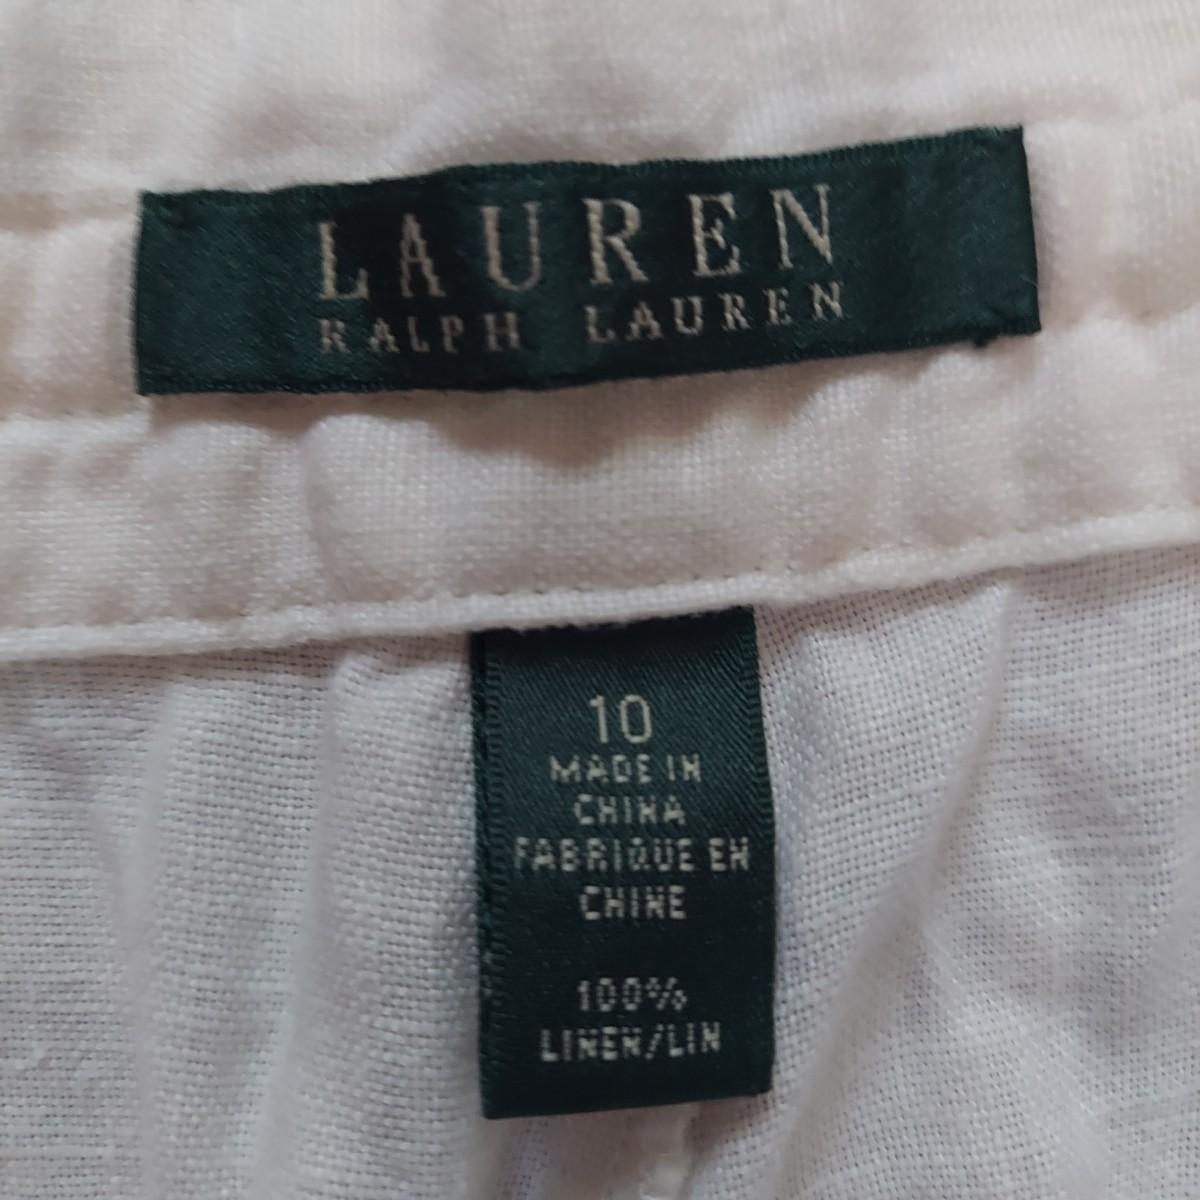 LAUREN
RALPH LAUREN
10
MADE IN
CHINA
FABRIQUE EN
CHINE
100%
LINEN/LIN